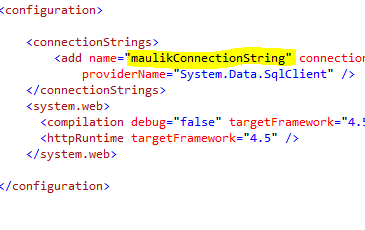 <configuration>
<connectionStrings>
<add name="maulikConnectionString" connection
providerName="System.Data.SqlClient" />
</connectionStrings>
<system.web>
<compilation debug="false" targetFramework="4.5
<httpRuntime targetFramework="4.5" />
</system.web>
</configuration>